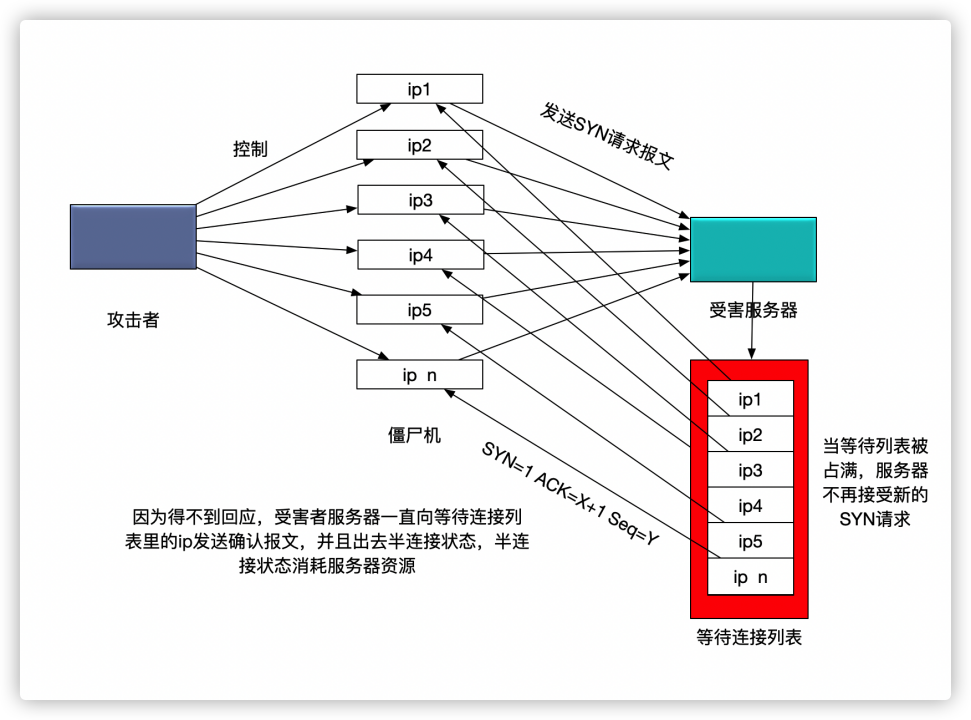 ip1
发送SYN请求报文
控制
ip2
ip3
ip4
ip5
攻击者
受害服务器
ip n
僵尸机
SYN=1 ACK=X+1 Seq=Y
ip1
ip2
ip3
ip4
ip5
ip n
当等待列表被
占满，服务器
不再接受新的
SYN请求
因为得不到回应，受害者服务器一直向等待连接列
表里的ip发送确认报文，并且出去半连接状态，半连
接状态消耗服务器资源
等待连接列表